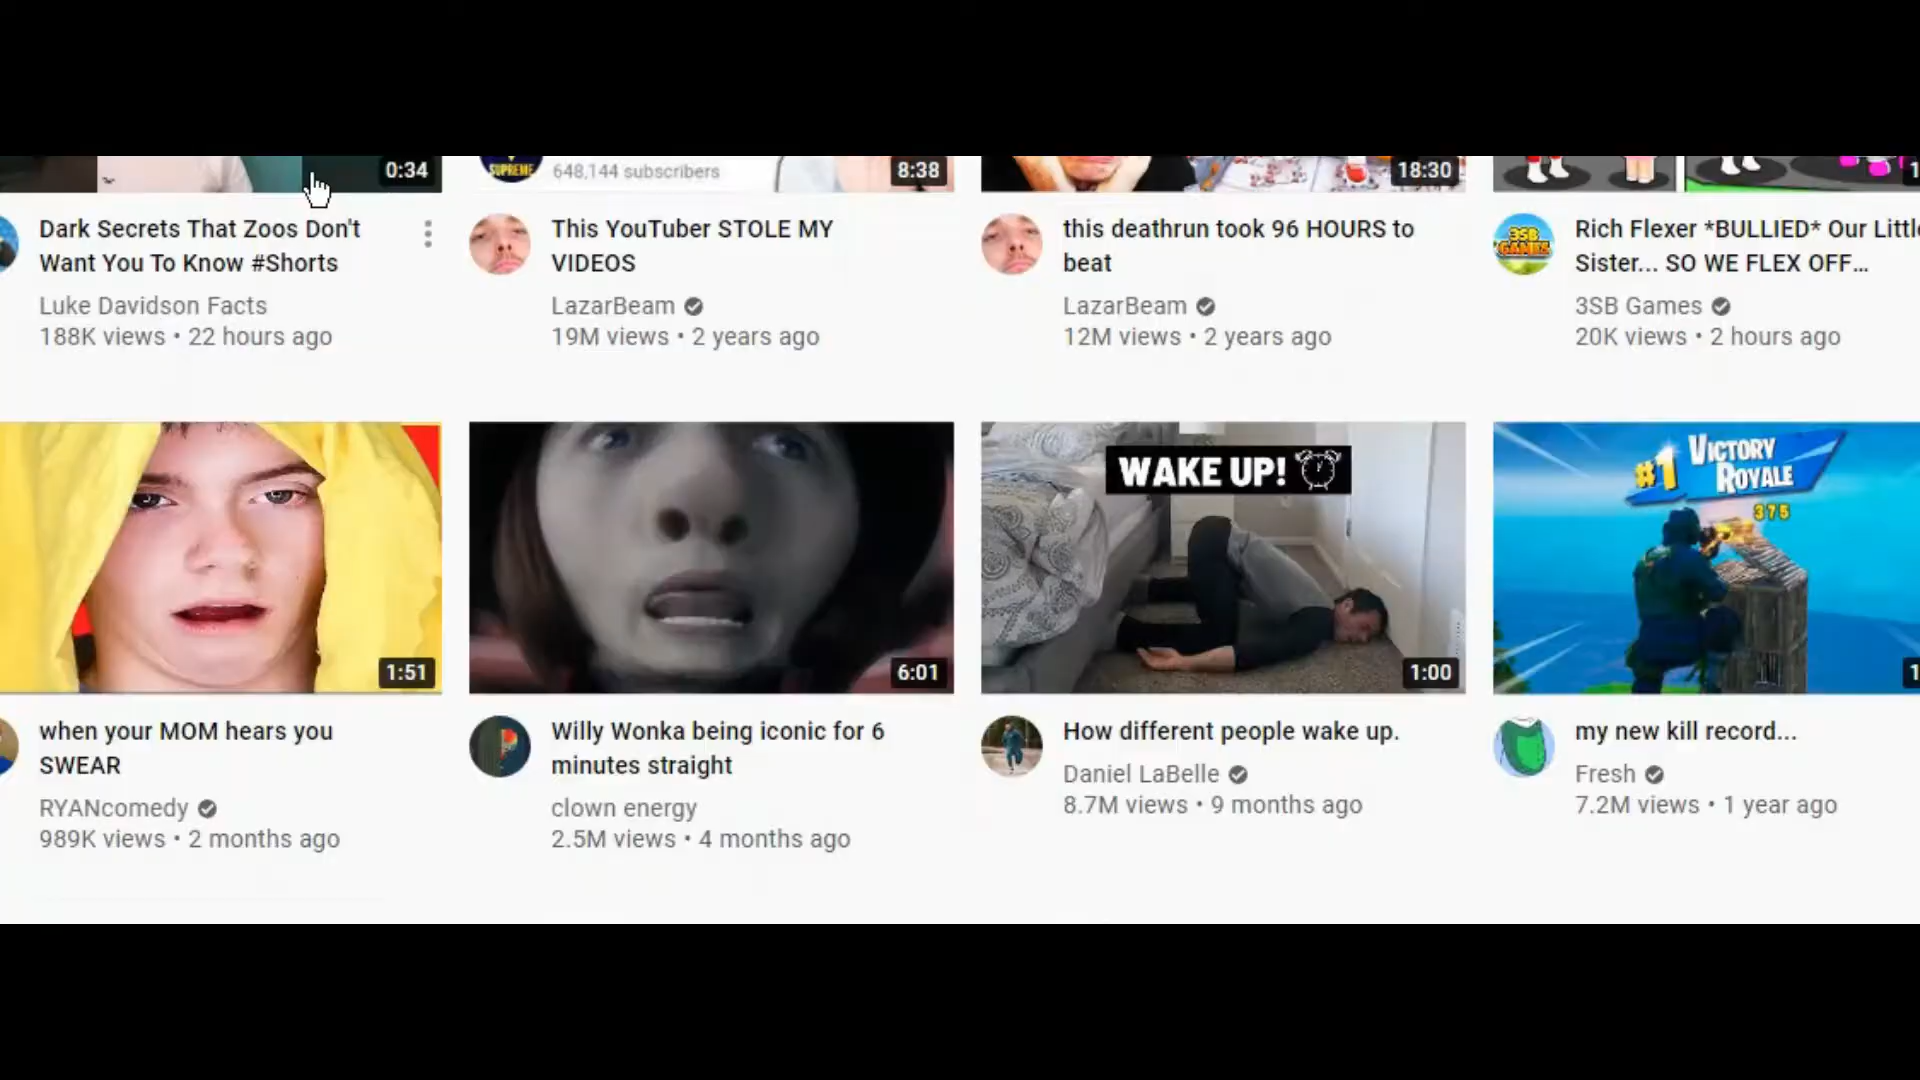 0:34
SUPREME
648,144 subscribers
8:38
18:30
1
Dark Secrets That Zoos Don't
Want You To Know #Shorts
Luke Davidson Facts
188K views • 22 hours ago
This YouTuber STOLE MY
VIDEOS
LazarBeam
19M views • 2 years ago
this deathrun took 96 HOURS to
beat
LazarBeam
12M views • 2 years ago
3SB
GAMES
Rich Flexer *BULLIED* Our Little
Sister... SO WE FLEX OFF...
3SB Games
20K views • 2 hours ago
1:51
6:01
WAKE UP!
1:00
#1 VICTORY
ROYALE
375
1
when your MOM hears you
SWEAR
RYANcomedy
989K views • 2 months ago
Willy Wonka being iconic for 6
minutes straight
clown energy
2.5M views • 4 months ago
How different people wake up.
Daniel LaBelle
8.7M views • 9 months ago
my new kill record...
Fresh
7.2M views • 1 year ago